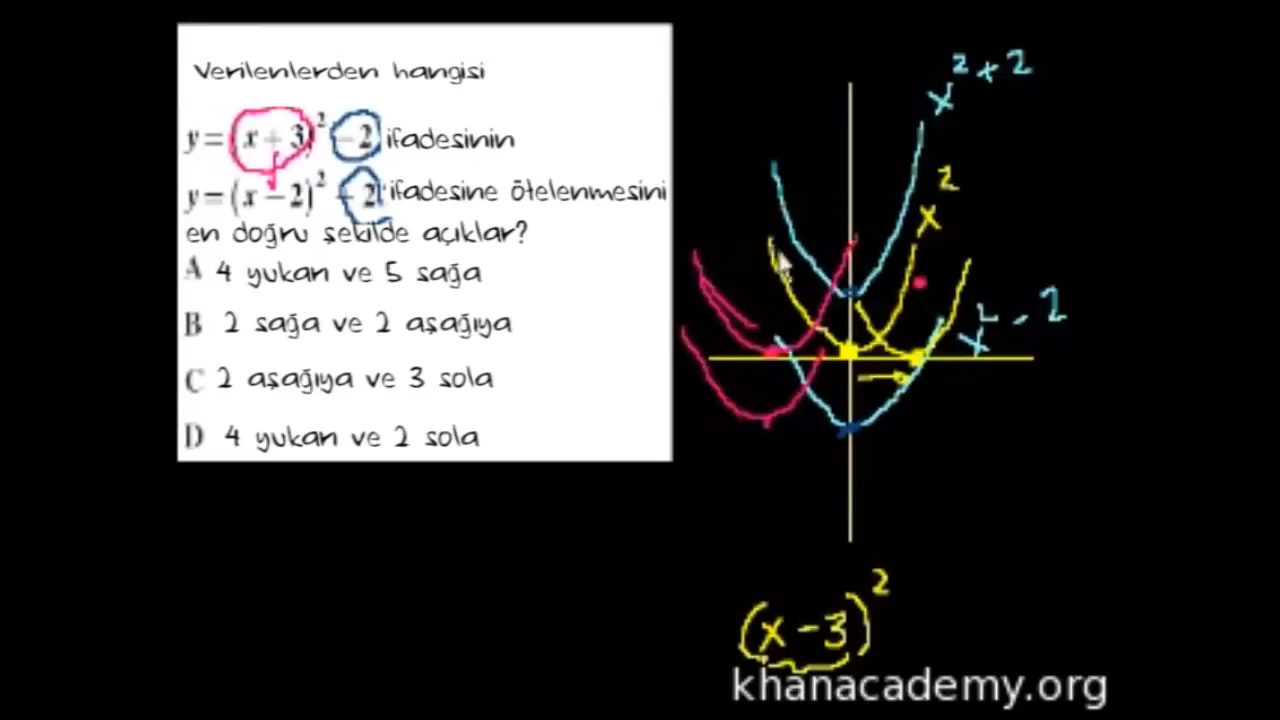 Verilenlerden hangisi
y = (x + 3)² - 2 ifadesinin
y = (x - 2)² + 2 ifadesine ötelenmesini
en doğru şekilde açıklar?
A 4 yukarı ve 5 sağa
B 2 sağa ve 2 aşağıya
C 2 aşağıya ve 3 sola
D 4 yukarı ve 2 sola
x² + 2
x²
x² - 2
(x - 3)²
khanacademy.org